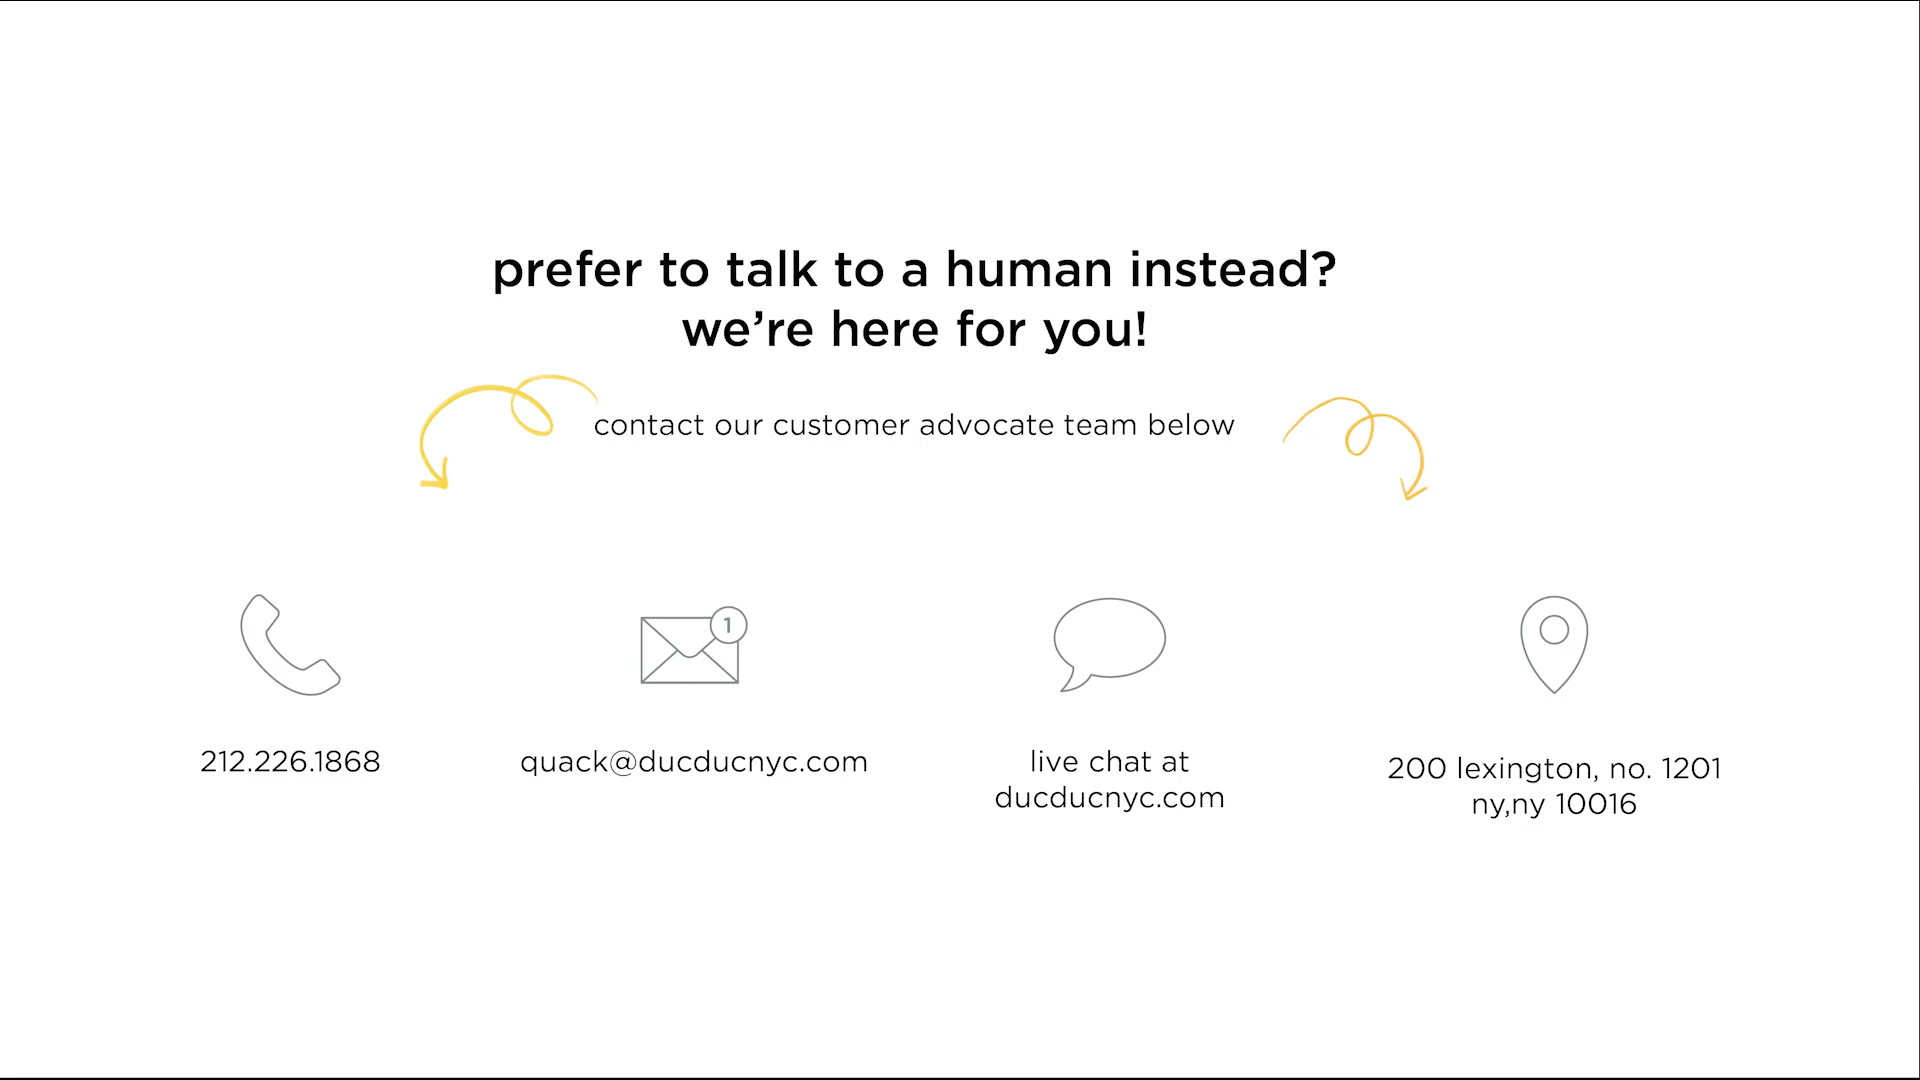 prefer to talk to a human instead?
we're here for you!
contact our customer advocate team below
1
212.226.1868
quack@ducducnyc.com
live chat at
ducducnyc.com
200 lexington, no. 1201
ny,ny 10016